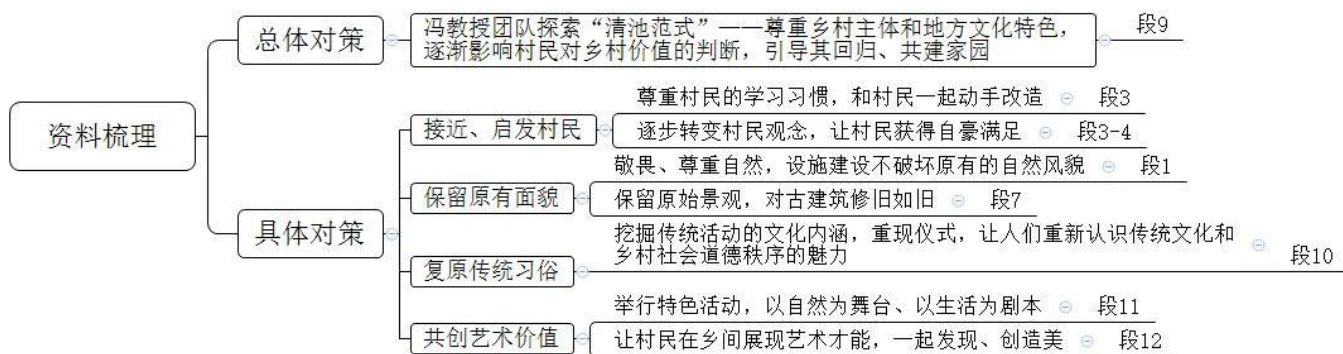 资料梳理
总体对策
冯教授团队探索“清池范式”——尊重乡村主体和地方文化特色，
逐渐影响村民对乡村价值的判断，引导其回归、共建家园
段9
具体对策
接近、启发村民
尊重村民的学习习惯，和村民一起动手改造
段3
逐步转变村民观念，让村民获得自豪满足
段3-4
保留原有面貌
敬畏、尊重自然，设施建设不破坏原有的自然风貌
段1
保留原始景观，对古建筑修旧如旧
段7
复原传统习俗
挖掘传统活动的文化内涵，重现仪式，让人们重新认识传统文化和
乡村社会道德秩序的魅力
段10
共创艺术价值
举行特色活动，以自然为舞台、以生活为剧本
段11
让村民在乡间展现艺术才能，一起发现、创造美
段12